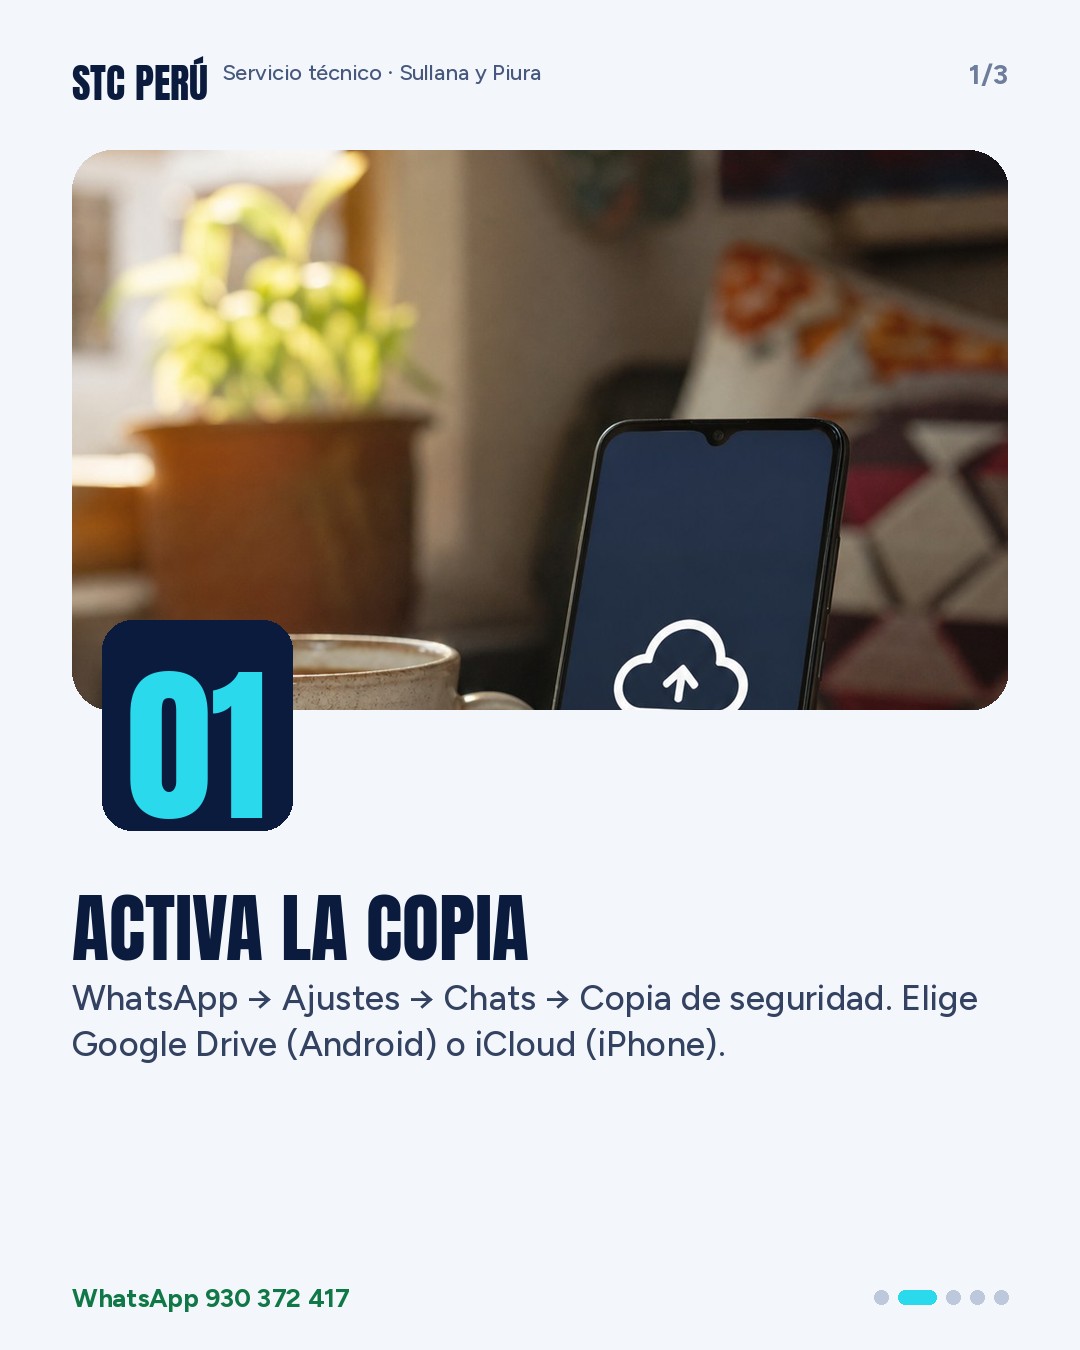 STC PERÚ Servicio técnico · Sullana y Piura
1/3
01
ACTIVA LA COPIA
WhatsApp → Ajustes → Chats → Copia de seguridad. Elige
Google Drive (Android) o iCloud (iPhone).
WhatsApp 930 372 417